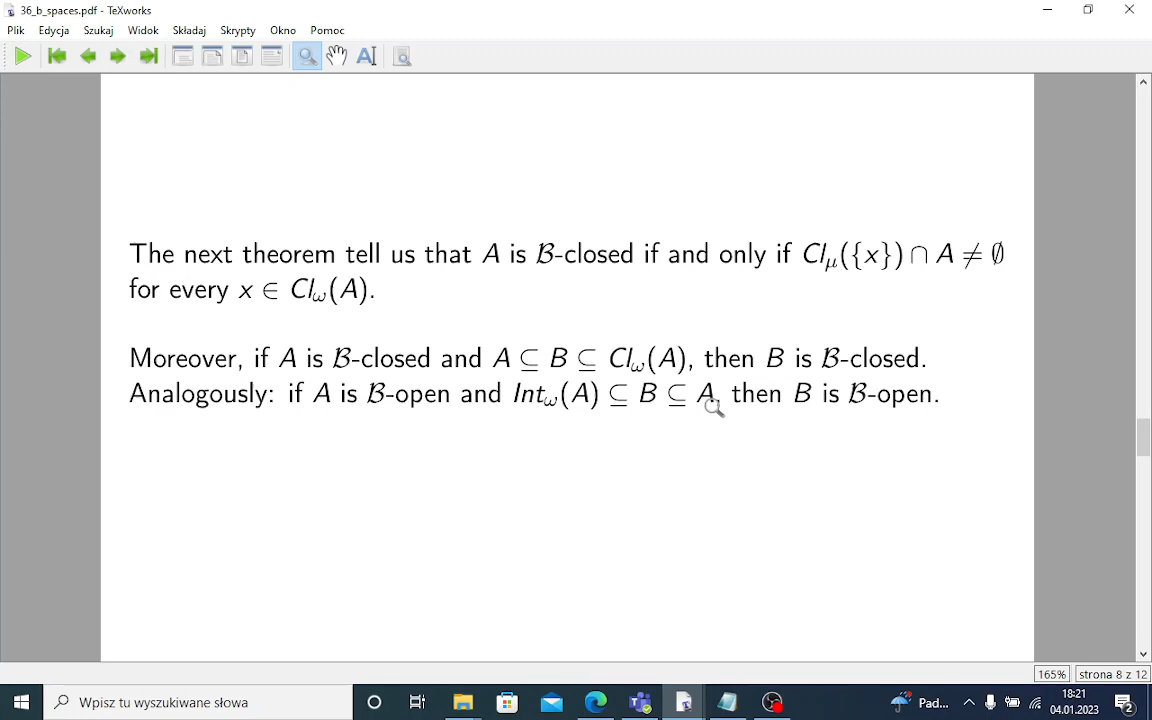 36_b_spaces.pdf - TeXworks
Plik Edycja Szukaj Widok Składaj Skrypty Okno Pomoc
The next theorem tell us that A is ℬ-closed if and only if Cl_μ({x}) ∩ A ≠ ∅
for every x ∈ Cl_ω(A).
Moreover, if A is ℬ-closed and A ⊆ B ⊆ Cl_ω(A), then B is ℬ-closed.
Analogously: if A is ℬ-open and Int_ω(A) ⊆ B ⊆ A, then B is ℬ-open.
165% strona 8 z 12
Wpisz tu wyszukiwane słowa
Pad...
18:21
04.01.2023
2